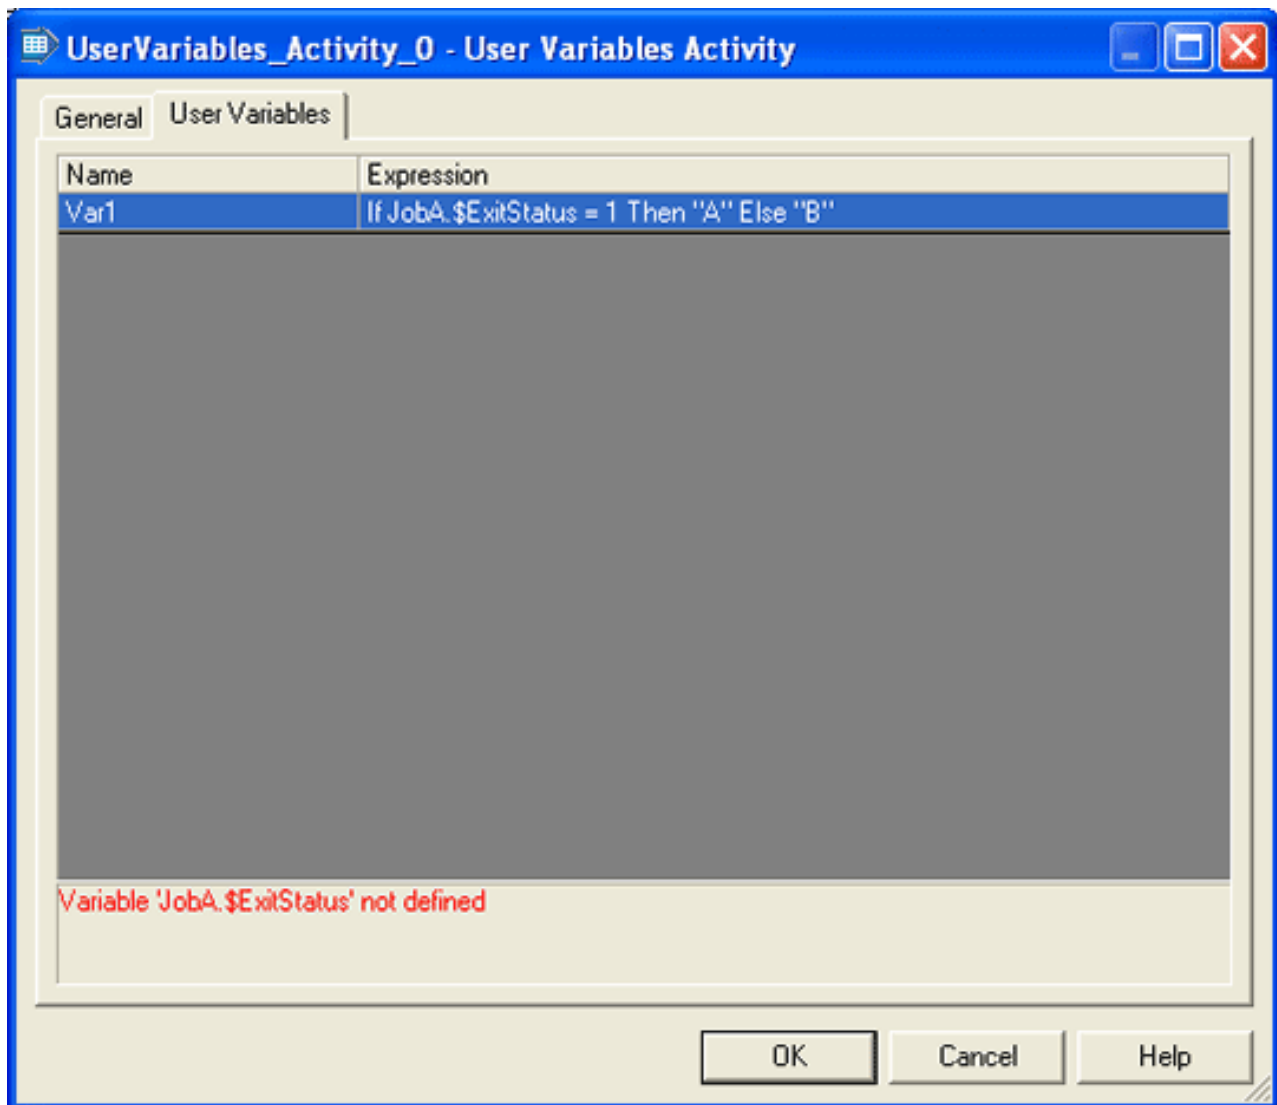 UserVariables_Activity_0 - User Variables Activity
General User Variables
Name Expression
Var1 If JobA.$ExitStatus = 1 Then "A" Else "B"
Variable 'JobA.$ExitStatus' not defined
OK Cancel Help